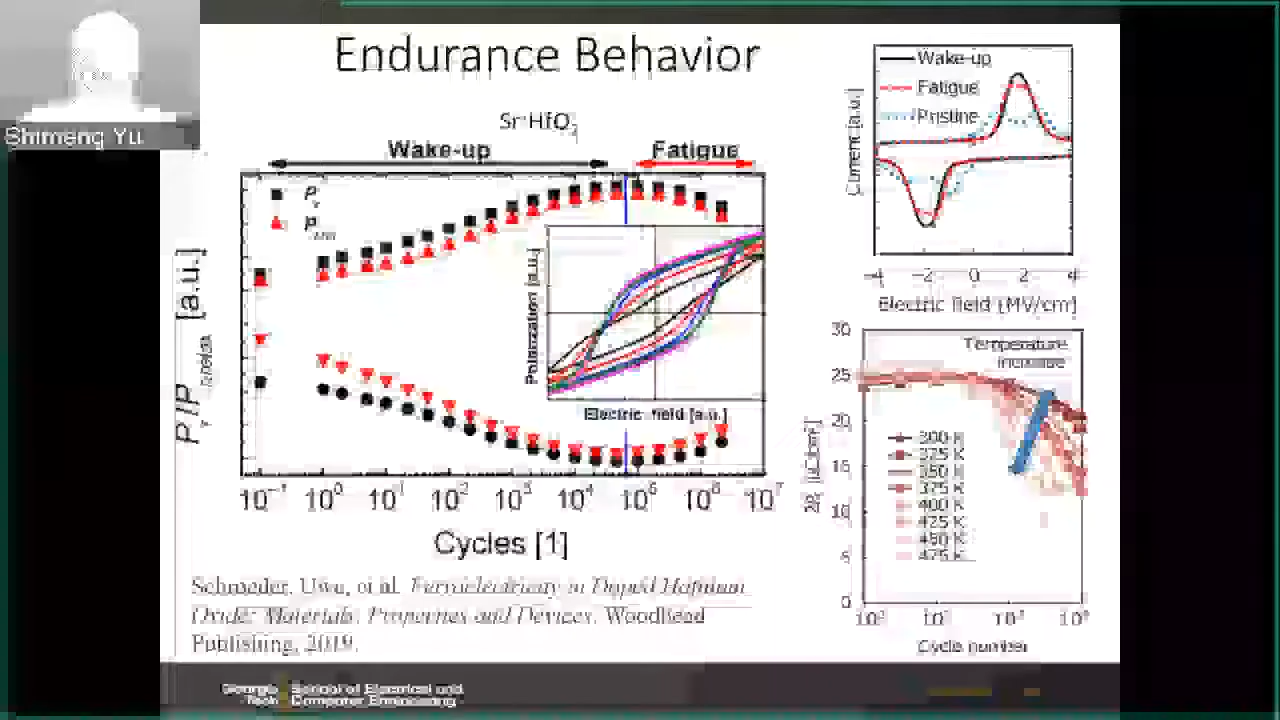 Shimeng Yu
Endurance Behavior
Sr:HfO2
Wake-up
Fatigue
Pr
[a.u.]
Polarization [a.u.]
Electric field [a.u.]
10^-1 10^0 10^1 10^2 10^3 10^4 10^5 10^6 10^7
Cycles [1]
Wake-up
Fatigue
Pristine
Current [a.u.]
-4 -2 0 2 4
Electric field [MV/cm]
30
25
20
15
10
5
0
Temperature
increase
300 K
350 K
375 K
400 K
425 K
450 K
475 K
Cycle number
Schroeder, Uwe, et al. Ferroelectricity in Doped Hafnium
Oxide: Materials, Properties and Devices. Woodhead
Publishing, 2019.
Georgia School of Electrical and
Tech Computer Engineering